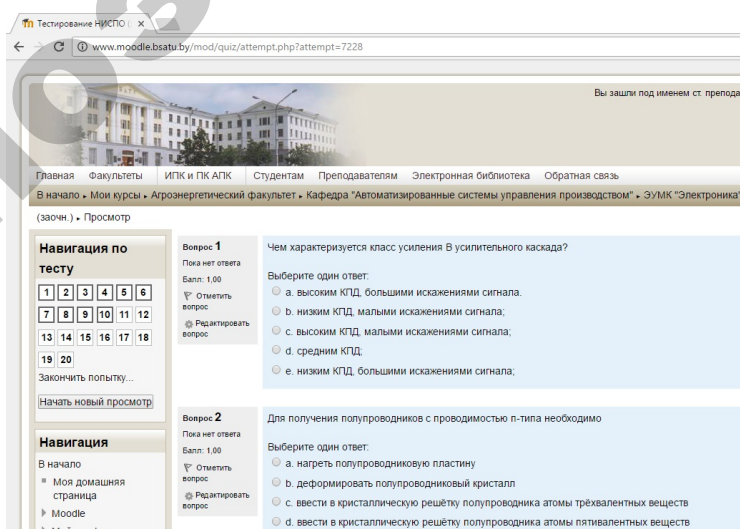 Тестирование НИСПО (
www.moodle.bsatu.by/mod/quiz/attempt.php?attempt=7228
Вы зашли под именем ст. препода
Главная Факультеты ИПК и ПК АПК Студентам Преподавателям Электронная библиотека Обратная связь
В начало ▸ Мои курсы ▸ Агроэнергетический факультет ▸ Кафедра "Автоматизированные системы управления производством" ▸ ЭУМК "Электроника"
(заочн.) ▸ Просмотр
Навигация по
тесту
1 2 3 4 5 6
7 8 9 10 11 12
13 14 15 16 17 18
19 20
Закончить попытку...
Начать новый просмотр
Навигация
В начало
Моя домашняя
страница
Moodle
Вопрос 1
Пока нет ответа
Балл: 1,00
Отметить
вопрос
Редактировать
вопрос
Чем характеризуется класс усиления В усилительного каскада?
Выберите один ответ:
a. высоким КПД, большими искажениями сигнала.
b. низким КПД, малыми искажениями сигнала;
c. высоким КПД, малыми искажениями сигнала;
d. средним КПД;
e. низким КПД, большими искажениями сигнала;
Вопрос 2
Пока нет ответа
Балл: 1,00
Отметить
вопрос
Редактировать
вопрос
Для получения полупроводников с проводимостью n-типа необходимо
Выберите один ответ:
a. нагреть полупроводниковую пластину
b. деформировать полупроводниковый кристалл
c. ввести в кристаллическую решётку полупроводника атомы трёхвалентных веществ
d. ввести в кристаллическую решётку полупроводника атомы пятивалентных веществ